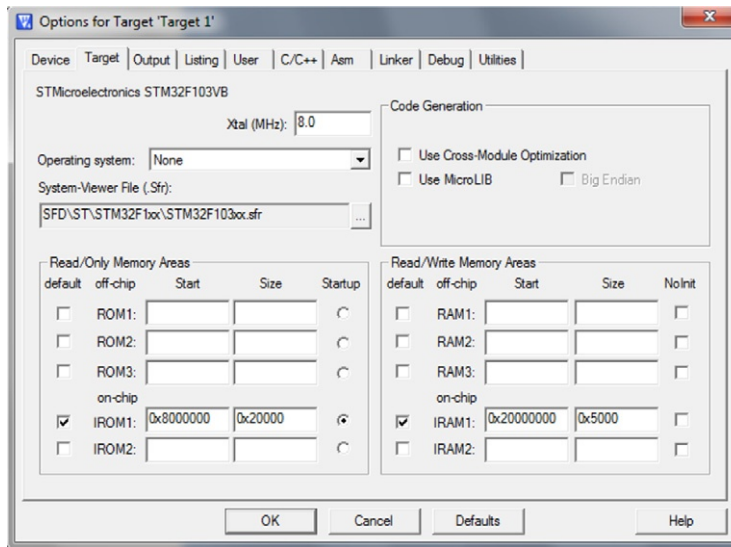 Options for Target 'Target 1'
Device Target Output Listing User C/C++ Asm Linker Debug Utilities
STMicroelectronics STM32F103VB
Xtal (MHz): 8.0
Operating system: None
System-Viewer File (.Sfr):
SFD\ST\STM32F1xx\STM32F103xx.sfr ...
Code Generation
Use Cross-Module Optimization
Use MicroLIB Big Endian
Read/Only Memory Areas
default off-chip Start Size Startup
ROM1:
ROM2:
ROM3:
on-chip
IROM1: 0x8000000 0x20000
IROM2:
Read/Write Memory Areas
default off-chip Start Size NoInit
RAM1:
RAM2:
RAM3:
on-chip
IRAM1: 0x20000000 0x5000
IRAM2:
OK Cancel Defaults Help